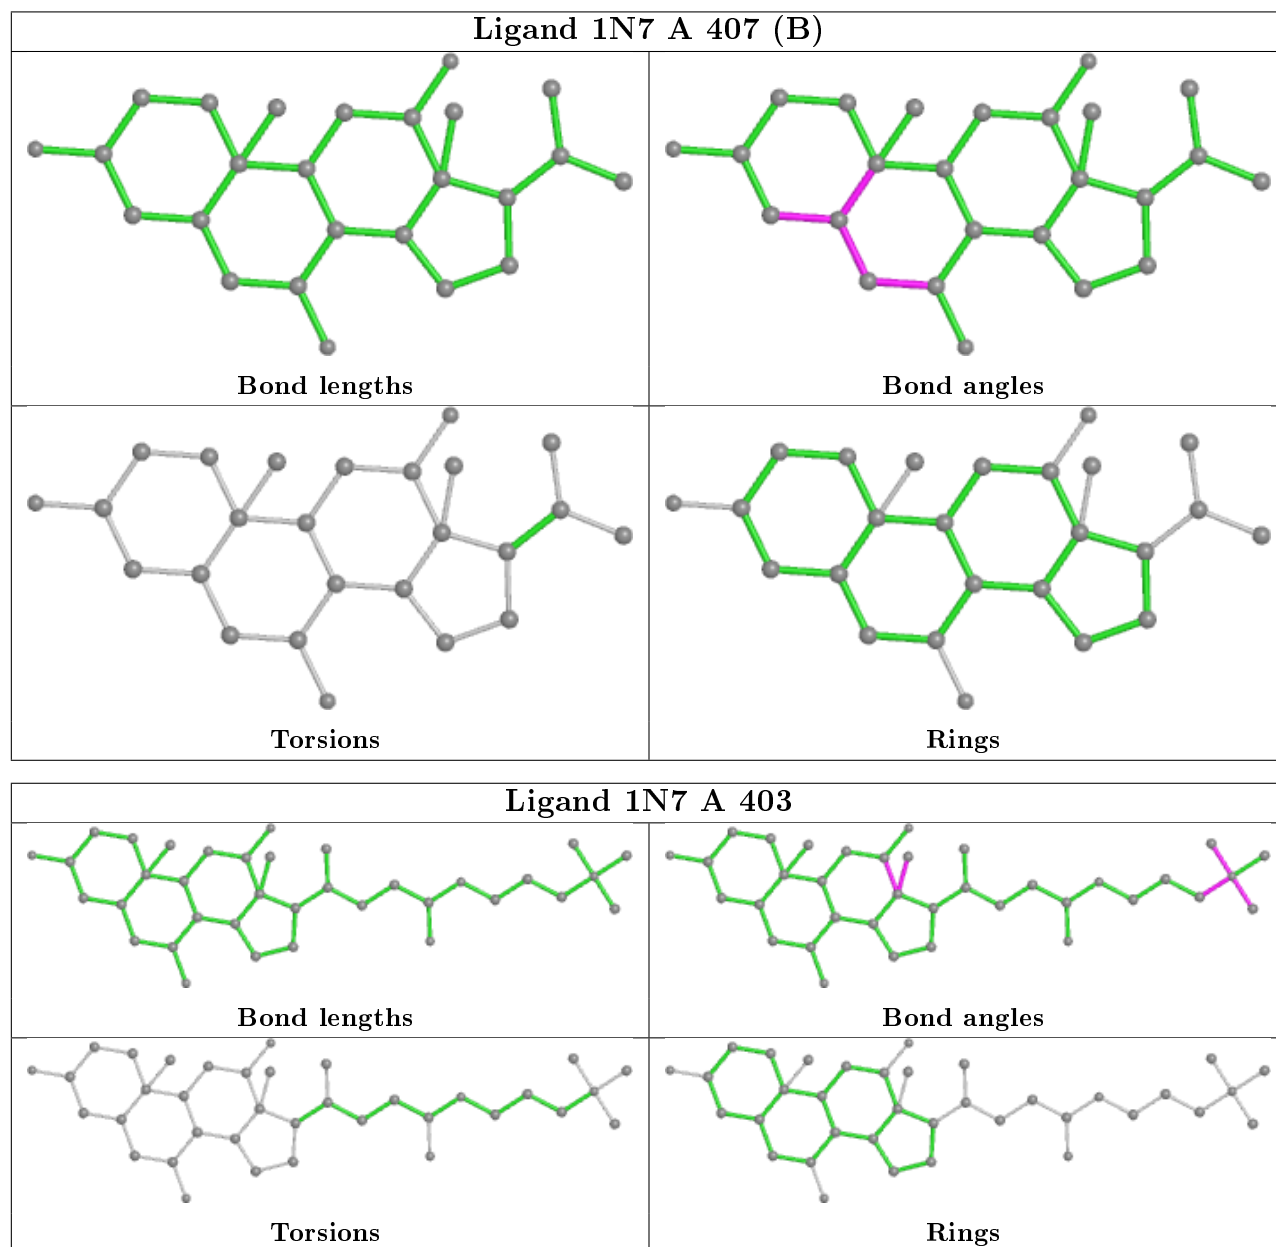 Ligand 1N7 A 407 (B)
Bond lengths
Bond angles
Torsions
Rings
Ligand 1N7 A 403
Bond lengths
Bond angles
Torsions
Rings